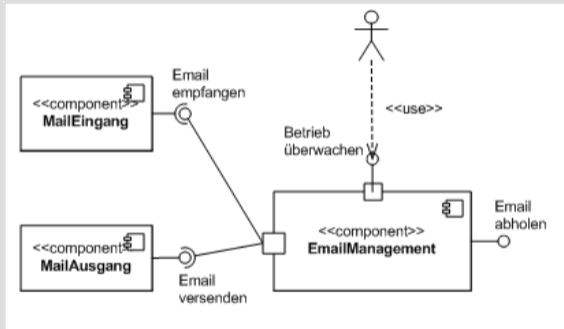 Email
empfangen
<<component>>
MailEingang
<<use>>
Betrieb
überwachen
<<component>>
MailAusgang
Email
versenden
<<component>>
EmailManagement
Email
abholen